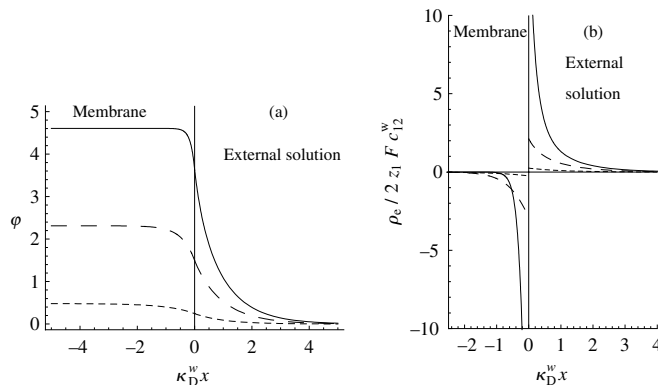 (a)
Membrane
External solution
φ
5
4
3
2
1
0
−4 −2 0 2 4
κ_D^w x
(b)
Membrane
External
solution
ρ_e / 2 z_1 F c_12^w
10
5
0
−5
−10
−2 −1 0 1 2 3 4
κ_D^w x